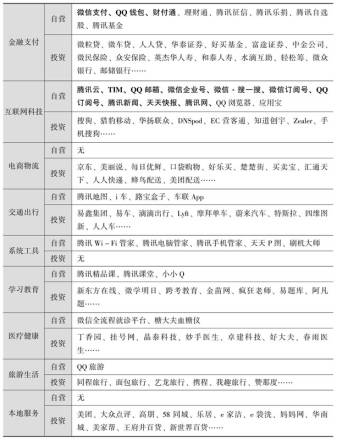 金融支付
自营
微信支付、QQ 钱包、财付通、理财通、腾讯征信、腾讯乐捐、腾讯自选
股、腾讯基金
投资
微粒贷、微车贷、人人贷、华泰证券、好买基金、富途证券、中金公司、
微民保险、众安保险、英杰华人寿、和泰人寿、水滴互助、轻松筹、微众
银行、邮储银行……
互联网科技
自营
腾讯云、TIM、QQ 邮箱、微信企业号、微信·搜一搜、微信订阅号、QQ
订阅号、腾讯新闻、天天快报、腾讯网、QQ 浏览器、应用宝
投资
搜狗、猎豹移动、华扬联众、DNSpod、EC 营客通、知道创宇、Zealer、手
机搜狗……
电商物流
自营
无
投资
京东、美丽说、每日优鲜、口袋购物、好乐买、楚楚街、买卖宝、汇通天
下、人人快递、蜂鸟配送、美团配送……
交通出行
自营
腾讯地图、i 车、路宝盒子、车联 App
投资
易鑫集团、易车、滴滴出行、Lyft、摩拜单车、蔚来汽车、特斯拉、四维图
新、人人车……
系统工具
自营
腾讯 Wi-Fi 管家、腾讯电脑管家、腾讯手机管家、天天 P 图、刷机大师
投资
无
学习教育
自营
腾讯精品课、腾讯课堂、小小 Q
投资
新东方在线、微学明日、跨考教育、金苗网、疯狂老师、易题库、阿凡
题……
医疗健康
自营
微信全流程就诊平台、糖大夫血糖仪
投资
丁香园、挂号网、晶泰科技、妙手医生、卓建科技、好大夫、春雨医
生……
旅游生活
自营
QQ 旅游
投资
同程旅行、面包旅行、艺龙旅行、携程、我趣旅行、赞那度……
本地服务
自营
无
投资
美团、大众点评、高朋、58 同城、乐居、e 家洁、e 袋洗、妈妈网、华南
城、美家帮、王府井百货、新世界百货……